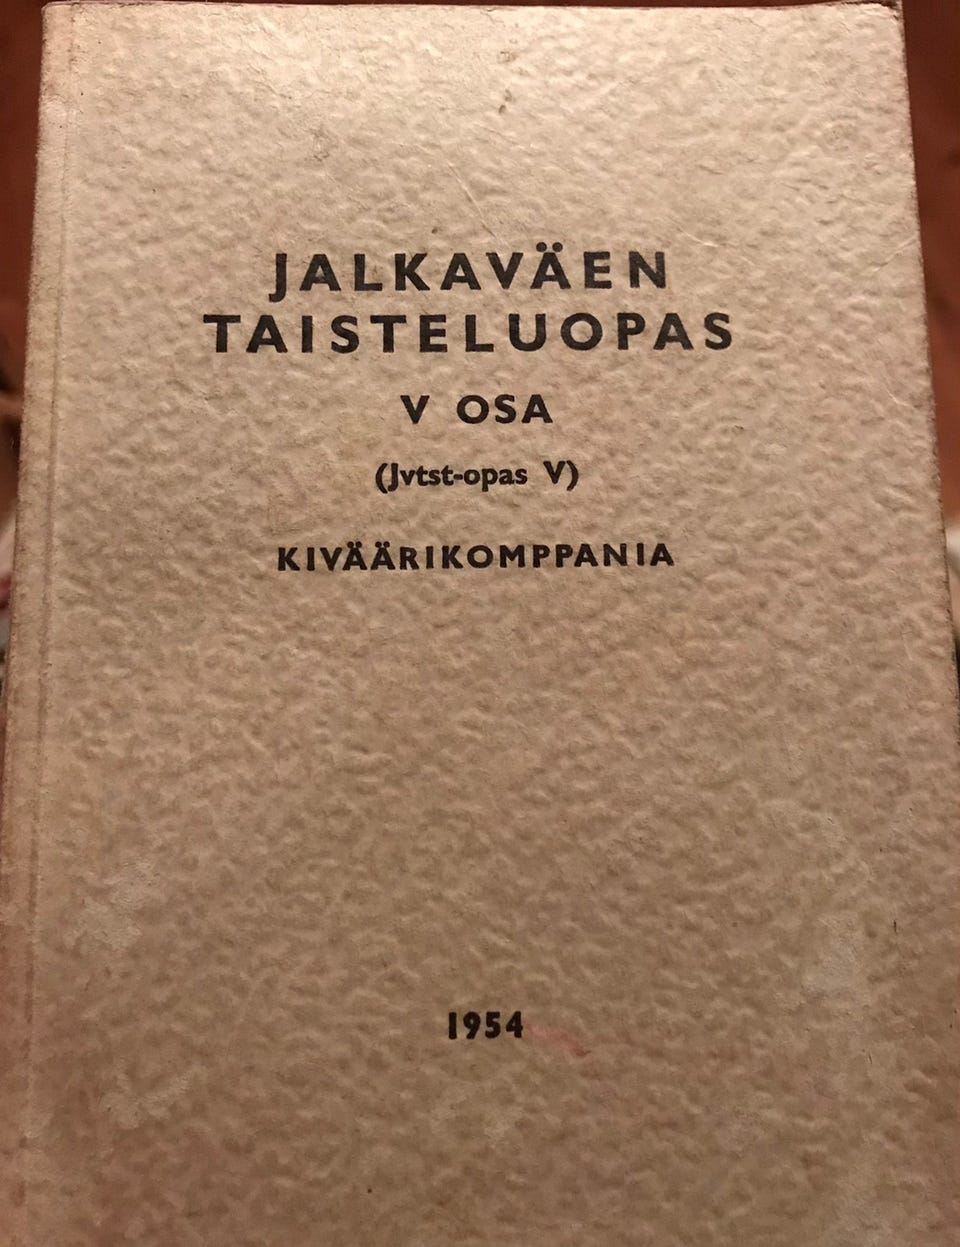 JALKAVÄEN
TAISTELUOPAS
V OSA
(Jvtst-opas V)
KIVÄÄRIKOMPPANIA
1954